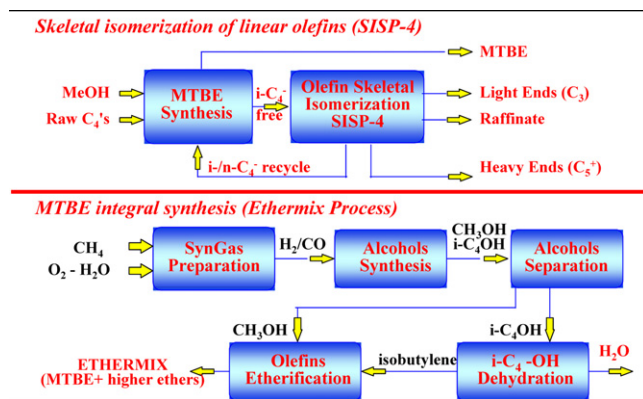 Skeletal isomerization of linear olefins (SISP-4)
MTBE
MeOH
Raw C₄'s
MTBE
Synthesis
i-C₄⁻
free
Olefin Skeletal
Isomerization
SISP-4
Light Ends (C₃)
Raffinate
i-/n-C₄⁻ recycle
Heavy Ends (C₅⁺)
MTBE integral synthesis (Ethermix Process)
CH₄
O₂ - H₂O
SynGas
Preparation
H₂/CO
Alcohols
Synthesis
CH₃OH
i-C₄OH
Alcohols
Separation
CH₃OH
i-C₄OH
ETHERMIX
(MTBE+ higher ethers)
Olefins
Etherification
isobutylene
i-C₄ -OH
Dehydration
H₂O